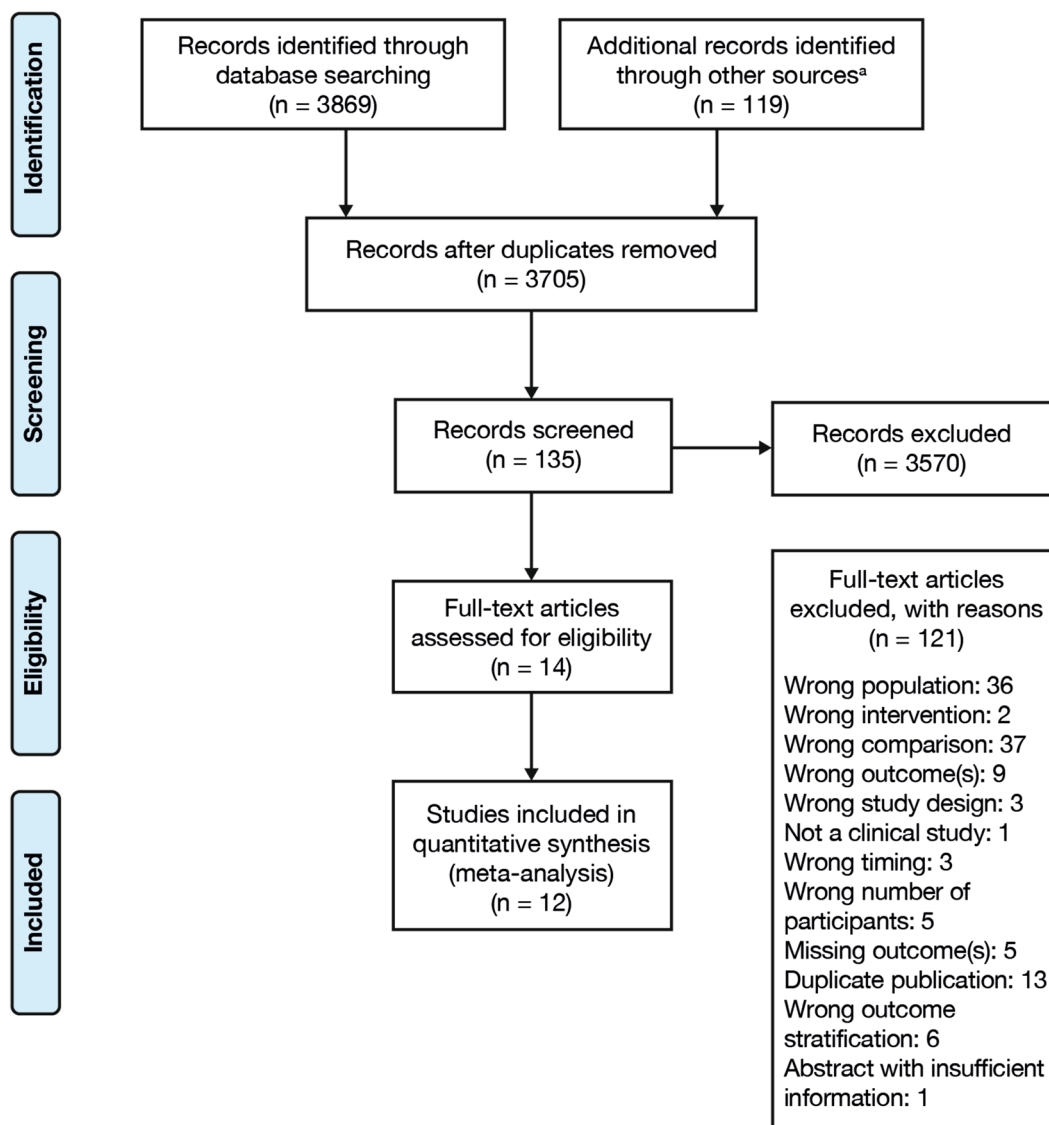 Identification
Records identified through
database searching
(n = 3869)
Additional records identified
through other sourcesᵃ
(n = 119)
Records after duplicates removed
(n = 3705)
Screening
Records screened
(n = 135)
Records excluded
(n = 3570)
Eligibility
Full-text articles
assessed for eligibility
(n = 14)
Full-text articles
excluded, with reasons
(n = 121)
Wrong population: 36
Wrong intervention: 2
Wrong comparison: 37
Wrong outcome(s): 9
Wrong study design: 3
Not a clinical study: 1
Wrong timing: 3
Wrong number of
participants: 5
Missing outcome(s): 5
Duplicate publication: 13
Wrong outcome
stratification: 6
Abstract with insufficient
information: 1
Included
Studies included in
quantitative synthesis
(meta-analysis)
(n = 12)